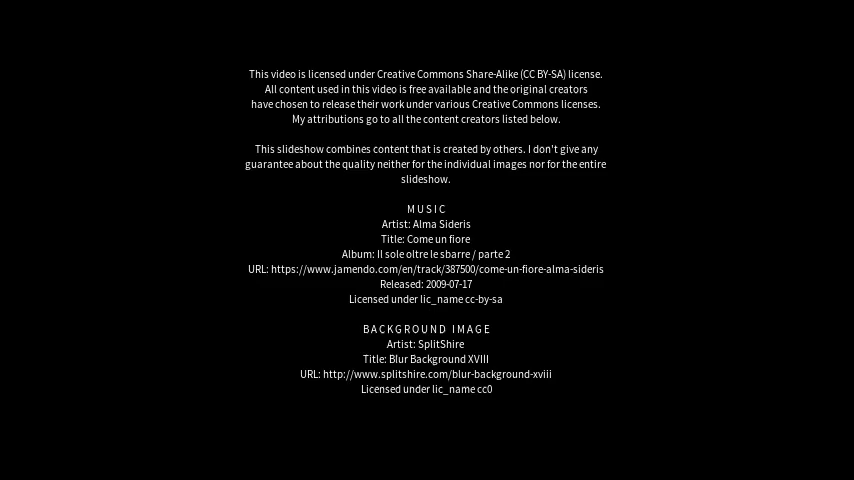 This video is licensed under Creative Commons Share-Alike (CC BY-SA) license.
All content used in this video is free available and the original creators
have chosen to release their work under various Creative Commons licenses.
My attributions go to all the content creators listed below.
This slideshow combines content that is created by others. I don't give any
guarantee about the quality neither for the individual images nor for the entire
slideshow.
MUSIC
Artist: Alma Sideris
Title: Come un fiore
Album: Il sole oltre le sbarre / parte 2
URL: https://www.jamendo.com/en/track/387500/come-un-fiore-alma-sideris
Released: 2009-07-17
Licensed under lic_name cc-by-sa
BACKGROUND IMAGE
Artist: SplitShire
Title: Blur Background XVIII
URL: http://www.splitshire.com/blur-background-xviii
Licensed under lic_name cc0